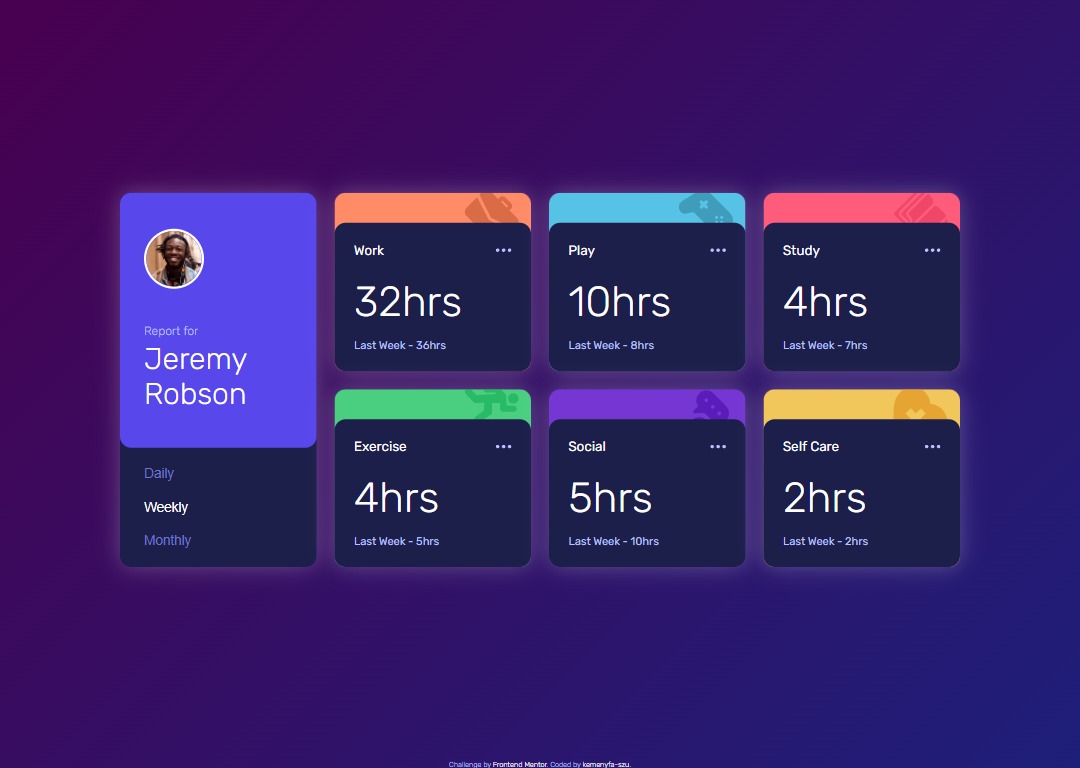 Report for
Jeremy
Robson
Daily
Weekly
Monthly
Work
32hrs
Last Week - 36hrs
Play
10hrs
Last Week - 8hrs
Study
4hrs
Last Week - 7hrs
Exercise
4hrs
Last Week - 5hrs
Social
5hrs
Last Week - 10hrs
Self Care
2hrs
Last Week - 2hrs
Challenge by Frontend Mentor. Coded by kemenyfa-szu.